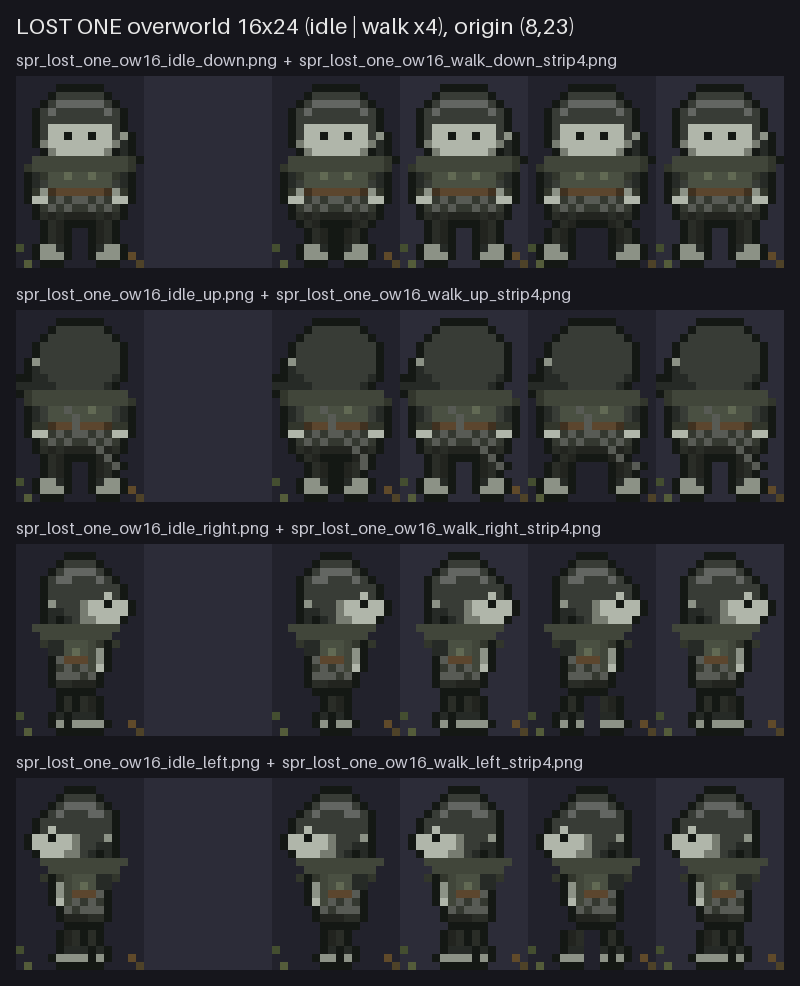 LOST ONE overworld 16x24 (idle | walk x4), origin (8,23)
spr_lost_one_ow16_idle_down.png + spr_lost_one_ow16_walk_down_strip4.png
spr_lost_one_ow16_idle_up.png + spr_lost_one_ow16_walk_up_strip4.png
spr_lost_one_ow16_idle_right.png + spr_lost_one_ow16_walk_right_strip4.png
spr_lost_one_ow16_idle_left.png + spr_lost_one_ow16_walk_left_strip4.png